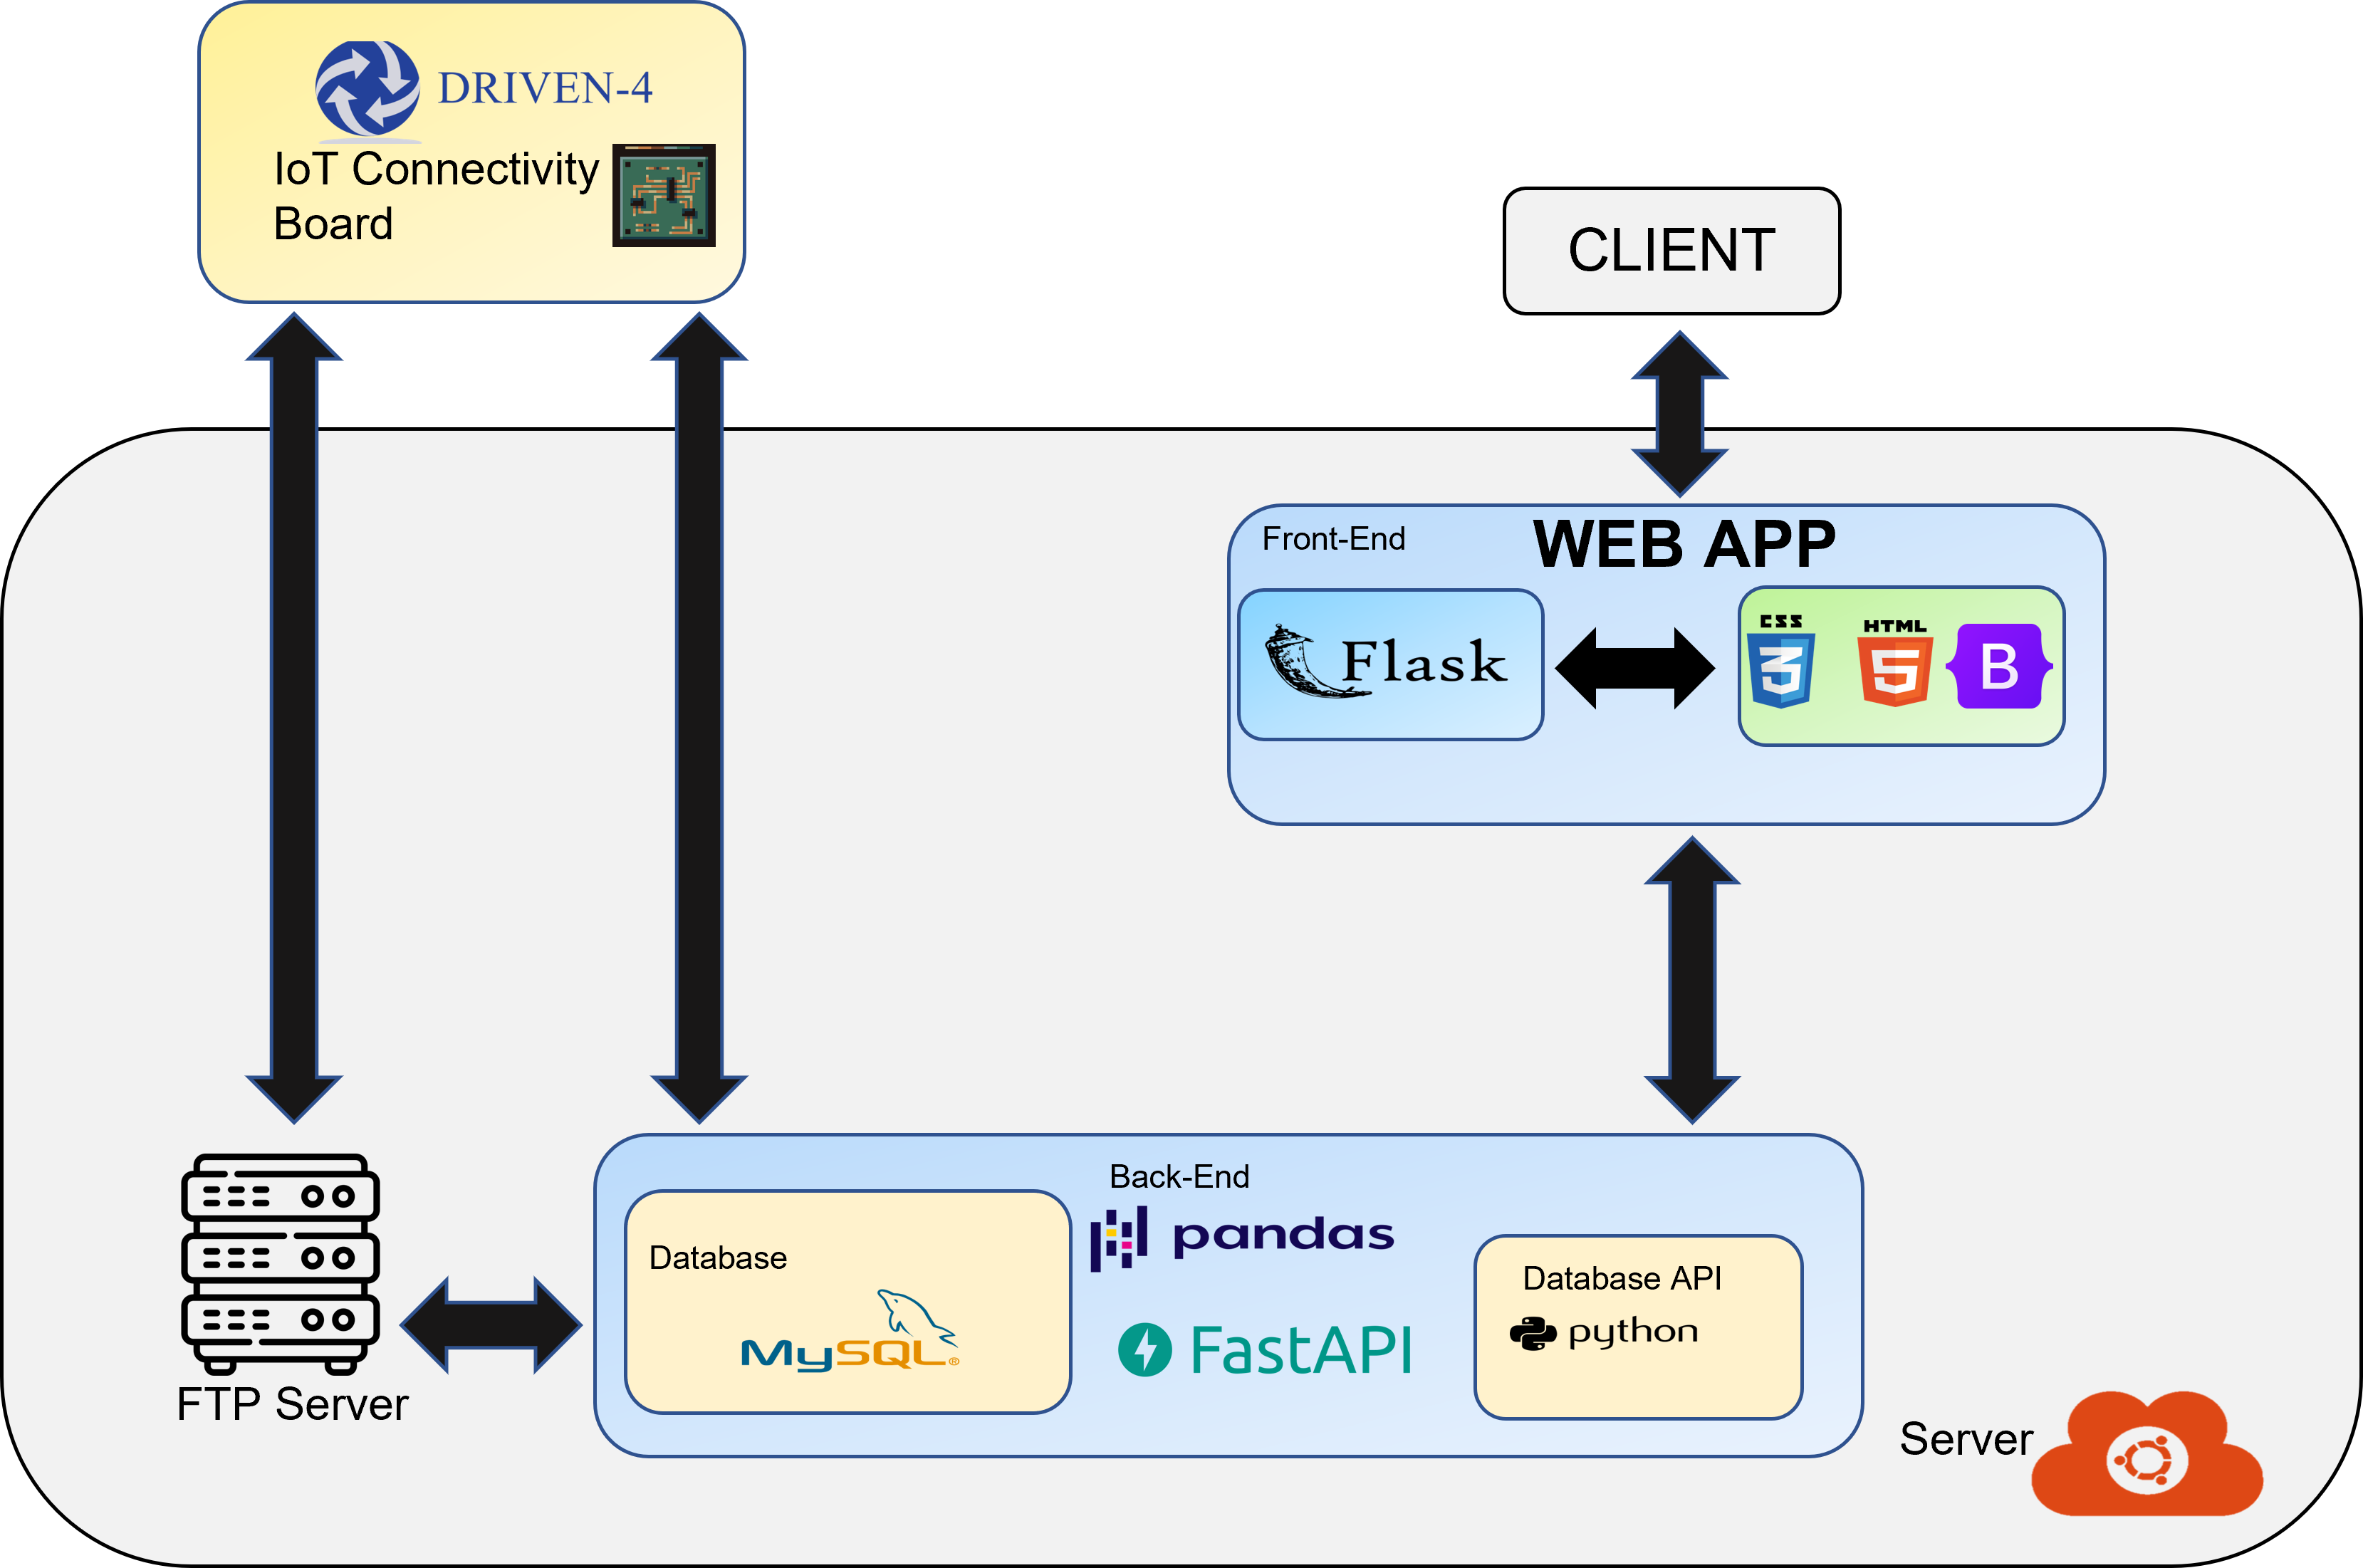 DRIVEN-4
IoT Connectivity
Board
CLIENT
Front-End
WEB APP
Flask
CSS
3
HTML
5
B
Back-End
pandas
Database
MySQL®
FastAPI
Database API
python
FTP Server
Server